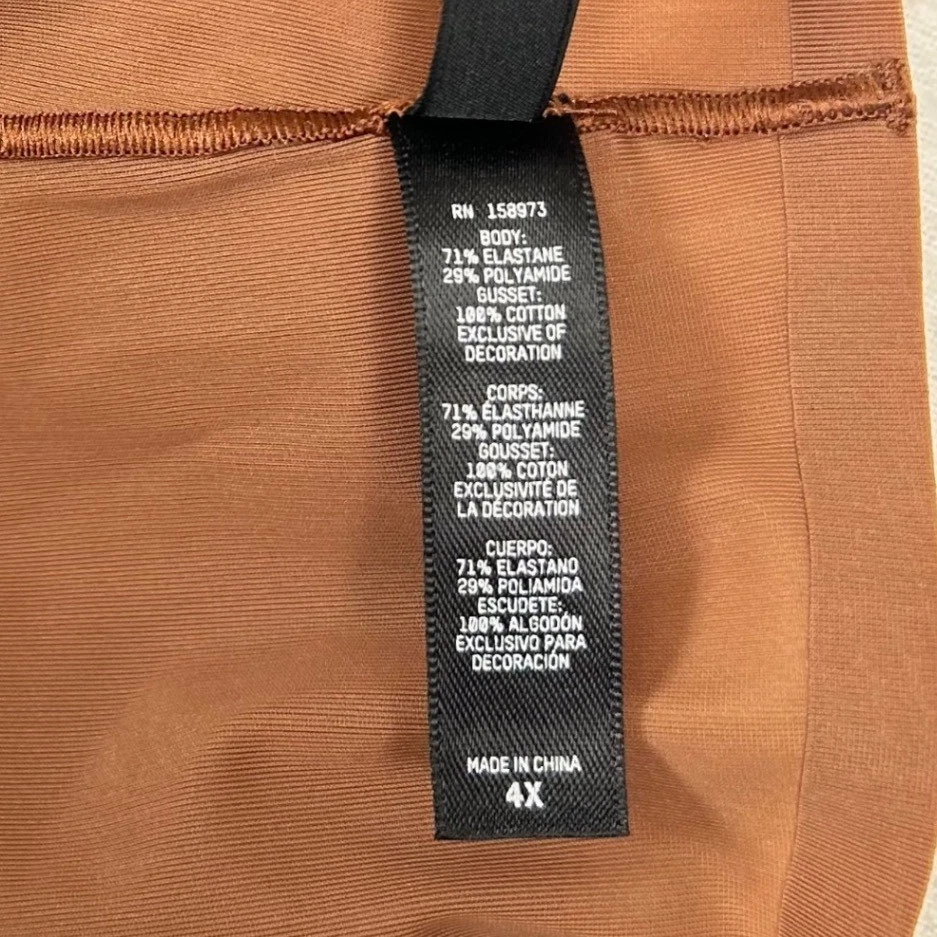 RN 158973
BODY:
71% ELASTANE
29% POLYAMIDE
GUSSET:
100% COTTON
EXCLUSIVE OF
DECORATION
CORPS:
71% ÉLASTHANNE
29% POLYAMIDE
GOUSSET:
100% COTON
EXCLUSIVITÉ DE
LA DÉCORATION
CUERPO:
71% ELASTANO
29% POLIAMIDA
ESCUDETE:
100% ALGODÓN
EXCLUSIVO PARA
DECORACIÓN
MADE IN CHINA
4X